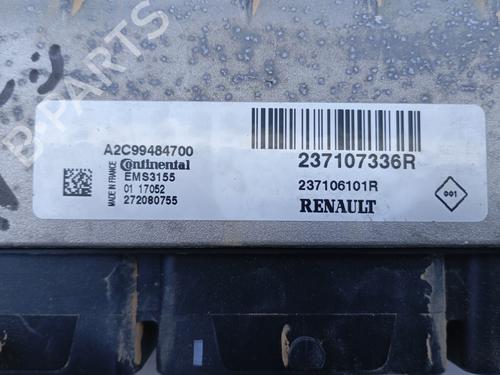 B-PARTS
A2C99484700
Continental
EMS3155
01 17052
272080755
MADE IN FRANCE
237107336R
237106101R
RENAULT
001